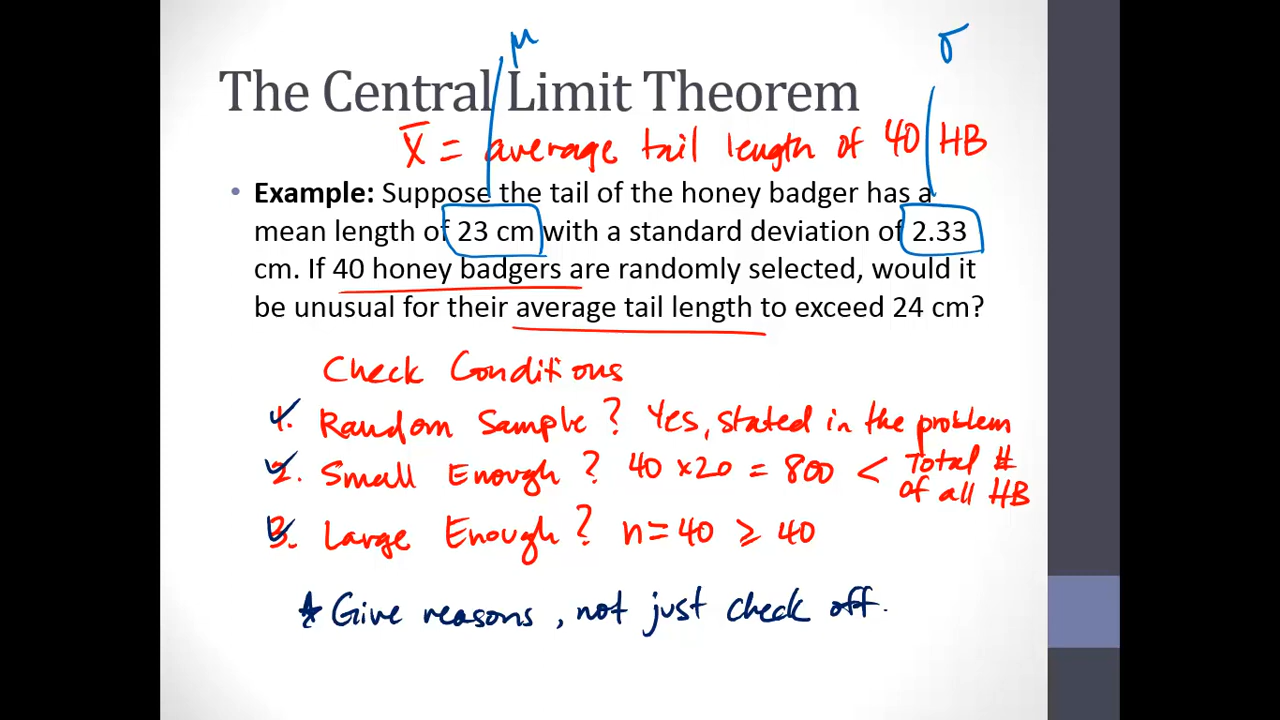 μ
σ
The Central Limit Theorem
X̄ = average tail length of 40 HB
• Example: Suppose the tail of the honey badger has a
mean length of 23 cm with a standard deviation of 2.33
cm. If 40 honey badgers are randomly selected, would it
be unusual for their average tail length to exceed 24 cm?
Check Conditions
1. Random Sample? Yes, stated in the problem
2. Small Enough? 40 x 20 = 800 < Total #
of all HB
3. Large Enough? n = 40 ≥ 40
* Give reasons, not just check off.